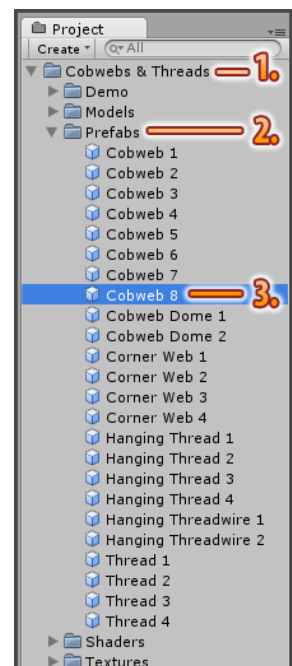 Project
Create All
Cobwebs & Threads 1.
Demo
Models
Prefabs 2.
Cobweb 1
Cobweb 2
Cobweb 3
Cobweb 4
Cobweb 5
Cobweb 6
Cobweb 7
Cobweb 8 3.
Cobweb Dome 1
Cobweb Dome 2
Corner Web 1
Corner Web 2
Corner Web 3
Corner Web 4
Hanging Thread 1
Hanging Thread 2
Hanging Thread 3
Hanging Thread 4
Hanging Threadwire 1
Hanging Threadwire 2
Thread 1
Thread 2
Thread 3
Thread 4
Shaders
Textures